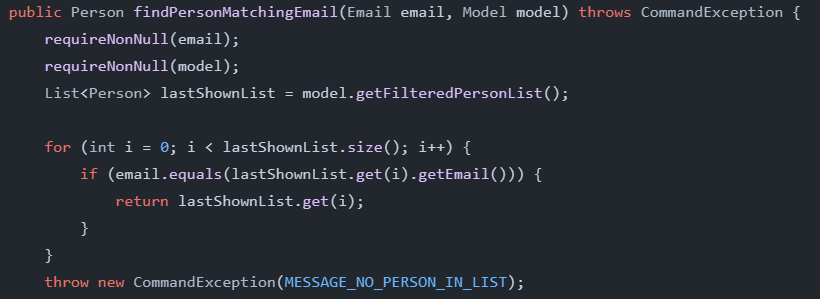 public Person findPersonMatchingEmail(Email email, Model model) throws CommandException {
    requireNonNull(email);
    requireNonNull(model);
    List<Person> lastShownList = model.getFilteredPersonList();

    for (int i = 0; i < lastShownList.size(); i++) {
        if (email.equals(lastShownList.get(i).getEmail())) {
            return lastShownList.get(i);
        }
    }
    throw new CommandException(MESSAGE_NO_PERSON_IN_LIST);